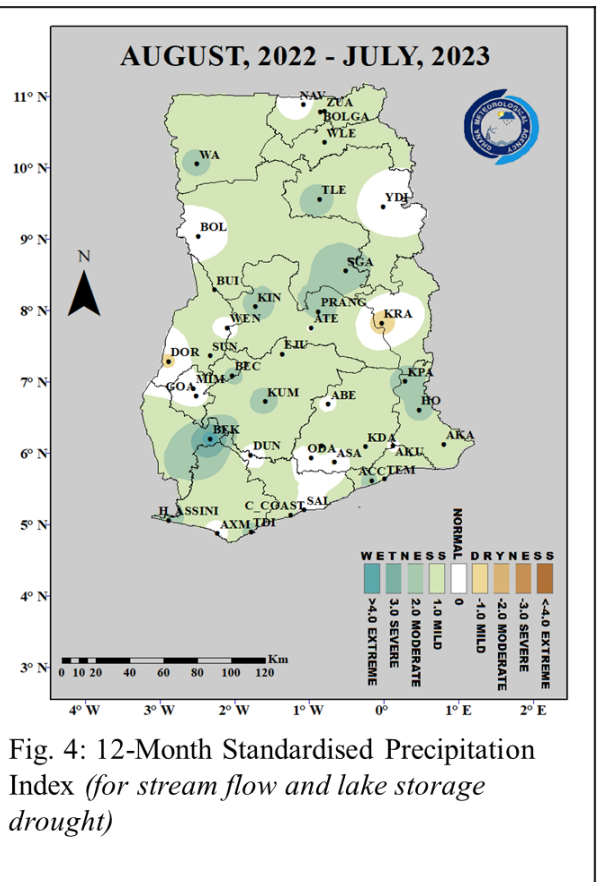 AUGUST, 2022 - JULY, 2023
11° N
10° N
9° N
8° N
7° N
6° N
5° N
4° N
3° N
4° W
3° W
2° W
1° W
0°
1° E
2° E
N
GHANA METEOROLOGICAL AGENCY
NAV
ZUA
BOLGA
WLE
WA
TLE
YDI
BOL
SGA
BUI
KIN
PRANG
WEN
ATE
KRA
SUN
EJU
DOR
BEC
MIM
GOA
KPA
KUM
ABE
HO
BEK
DUN
ODA
ASA
KDA
AKU
AKA
ACC
TEM
H_ASSINI
C_COAST
SAL
AXM
TDI
WETNESS
NORMAL
DRYNESS
>4.0 EXTREME
3.0 SEVERE
2.0 MODERATE
1.0 MILD
0
-1.0 MILD
-2.0 MODERATE
-3.0 SEVERE
<-4.0 EXTREME
0 10 20 40 60 80 100 120 Km
Fig. 4: 12-Month Standardised Precipitation
Index (for stream flow and lake storage
drought)